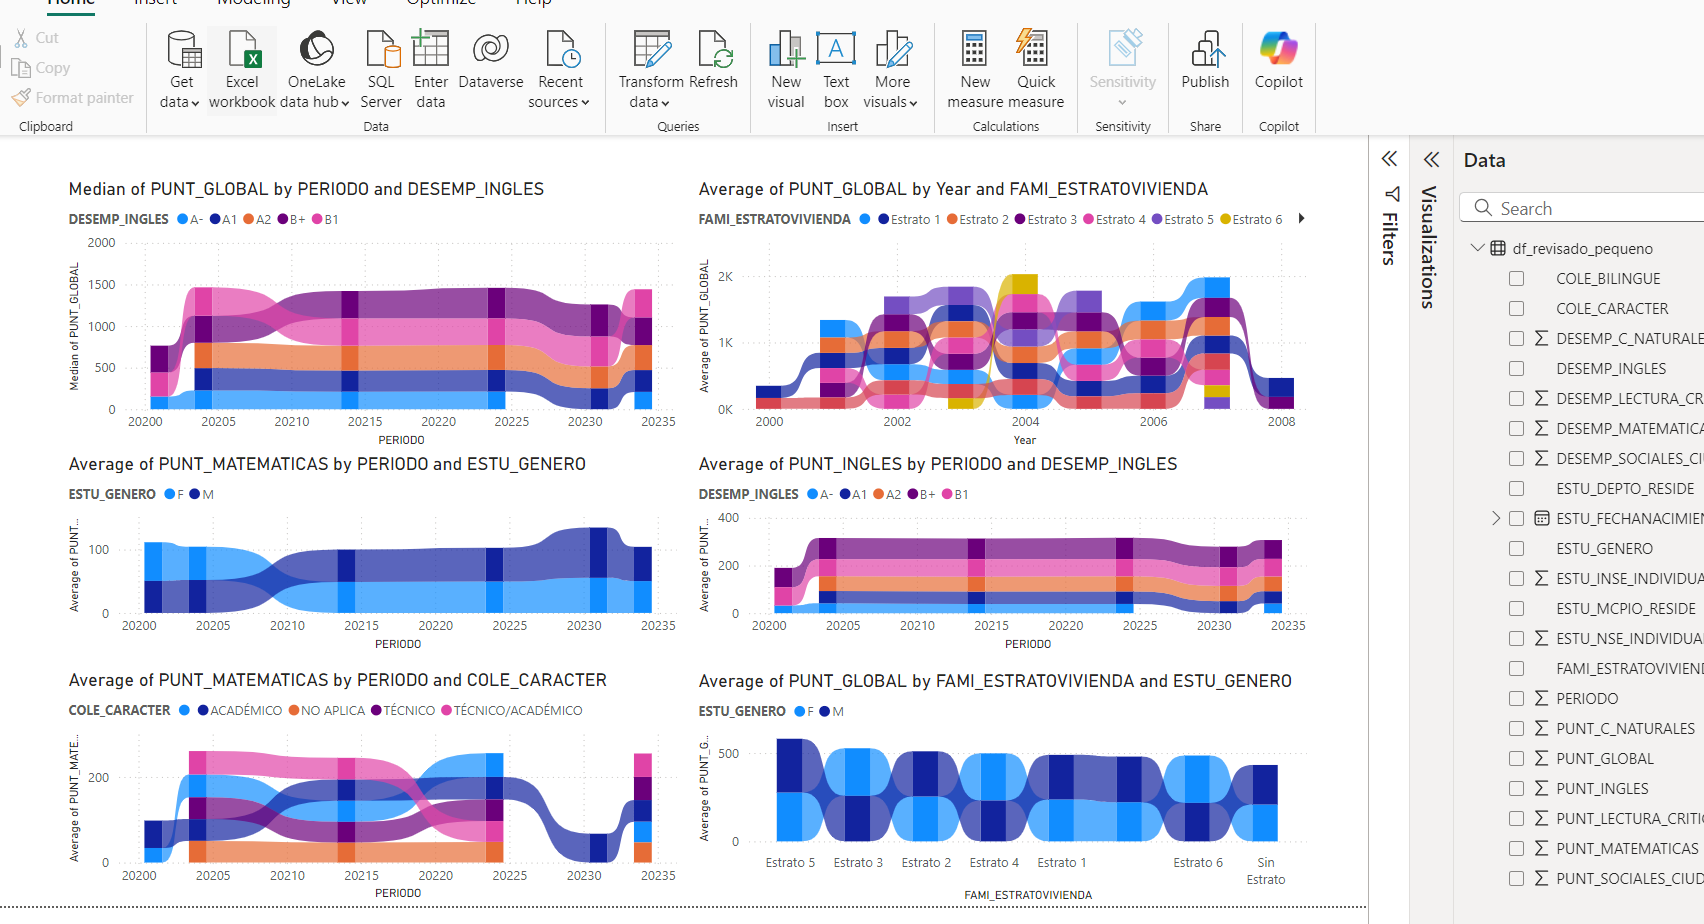 Home Insert Modeling View Optimize Help
Cut
Copy
Format painter
Clipboard
Get data
Excel workbook
OneLake data hub
SQL Server
Enter data
Dataverse
Recent sources
Data
Transform data
Refresh
Queries
New visual
Text box
More visuals
Insert
New measure
Quick measure
Calculations
Sensitivity
Sensitivity
Publish
Share
Copilot
Copilot
Median of PUNT_GLOBAL by PERIODO and DESEMP_INGLES
DESEMP_INGLES A- A1 A2 B+ B1
Median of PUNT_GLOBAL
2000
1500
1000
500
0
20200 20205 20210 20215 20220 20225 20230 20235
PERIODO
Average of PUNT_GLOBAL by Year and FAMI_ESTRATOVIVIENDA
FAMI_ESTRATOVIVIENDA Estrato 1 Estrato 2 Estrato 3 Estrato 4 Estrato 5 Estrato 6
Average of PUNT_GLOBAL
2K
1K
0K
2000 2002 2004 2006 2008
Year
Average of PUNT_MATEMATICAS by PERIODO and ESTU_GENERO
ESTU_GENERO F M
Average of PUNT...
100
0
20200 20205 20210 20215 20220 20225 20230 20235
PERIODO
Average of PUNT_INGLES by PERIODO and DESEMP_INGLES
DESEMP_INGLES A- A1 A2 B+ B1
Average of PUNT...
400
200
0
20200 20205 20210 20215 20220 20225 20230 20235
PERIODO
Average of PUNT_MATEMATICAS by PERIODO and COLE_CARACTER
COLE_CARACTER ACADÉMICO NO APLICA TÉCNICO TÉCNICO/ACADÉMICO
Average of PUNT_MATE...
200
0
20200 20205 20210 20215 20220 20225 20230 20235
PERIODO
Average of PUNT_GLOBAL by FAMI_ESTRATOVIVIENDA and ESTU_GENERO
ESTU_GENERO F M
Average of PUNT_G...
500
0
Estrato 5 Estrato 3 Estrato 2 Estrato 4 Estrato 1 Estrato 6 Sin Estrato
FAMI_ESTRATOVIVIENDA
Filters
Visualizations
Data
Search
df_revisado_pequeno
COLE_BILINGUE
COLE_CARACTER
DESEMP_C_NATURALE
DESEMP_INGLES
DESEMP_LECTURA_CR
DESEMP_MATEMATICA
DESEMP_SOCIALES_CIU
ESTU_DEPTO_RESIDE
ESTU_FECHANACIMIEN
ESTU_GENERO
ESTU_INSE_INDIVIDUA
ESTU_MCPIO_RESIDE
ESTU_NSE_INDIVIDUA
FAMI_ESTRATOVIVIEND
PERIODO
PUNT_C_NATURALES
PUNT_GLOBAL
PUNT_INGLES
PUNT_LECTURA_CRITIC
PUNT_MATEMATICAS
PUNT_SOCIALES_CIUD